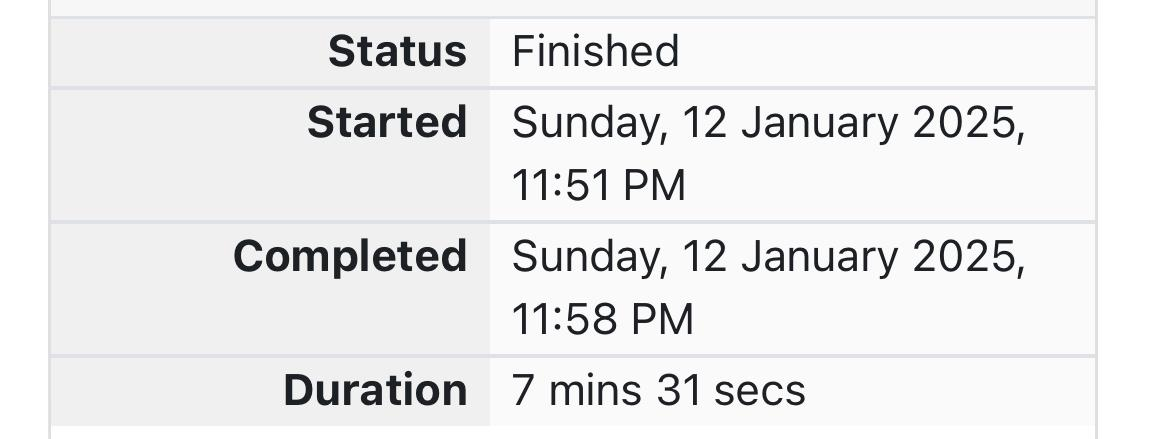 Status Finished
Started Sunday, 12 January 2025,
11:51 PM
Completed Sunday, 12 January 2025,
11:58 PM
Duration 7 mins 31 secs